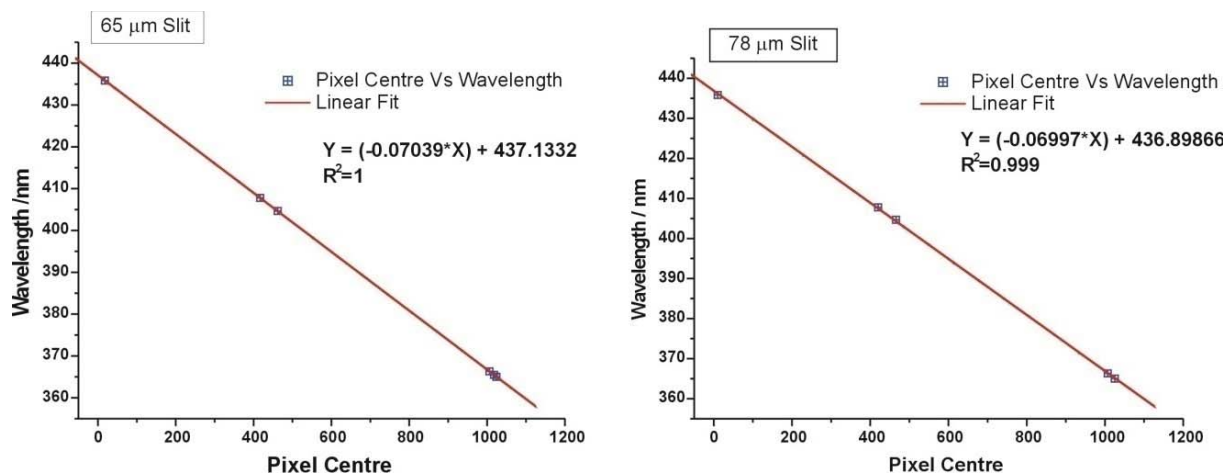 65 μm Slit
Pixel Centre Vs Wavelength
Linear Fit
Y = (-0.07039*X) + 437.1332
R²=1
Wavelength /nm
440
430
420
410
400
390
380
370
360
0 200 400 600 800 1000 1200
Pixel Centre
78 μm Slit
Pixel Centre Vs Wavelength
Linear Fit
Y = (-0.06997*X) + 436.89866
R²=0.999
Wavelength / nm
440
430
420
410
400
390
380
370
360
0 200 400 600 800 1000 1200
Pixel Centre